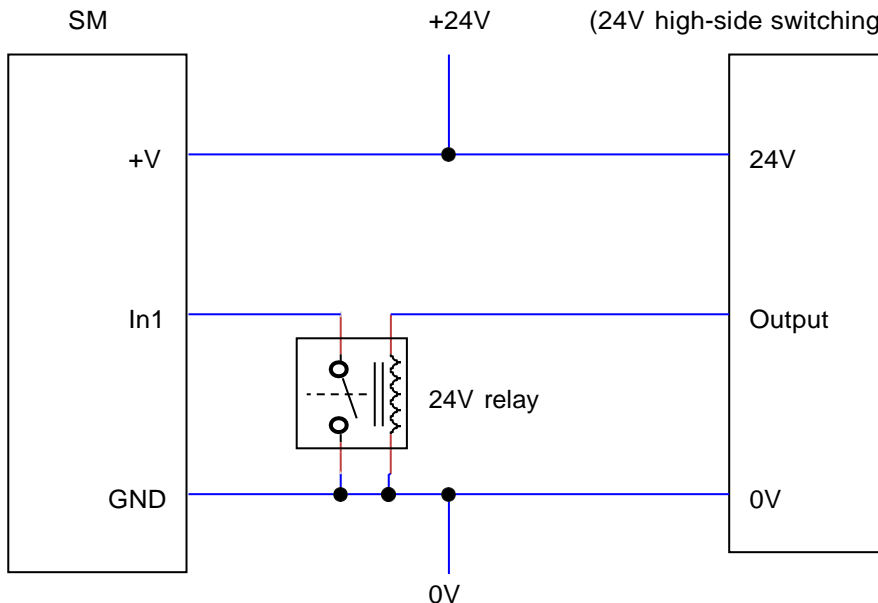 SM
+24V
(24V high-side switching
+V
24V
In1
Output
24V relay
GND
0V
0V